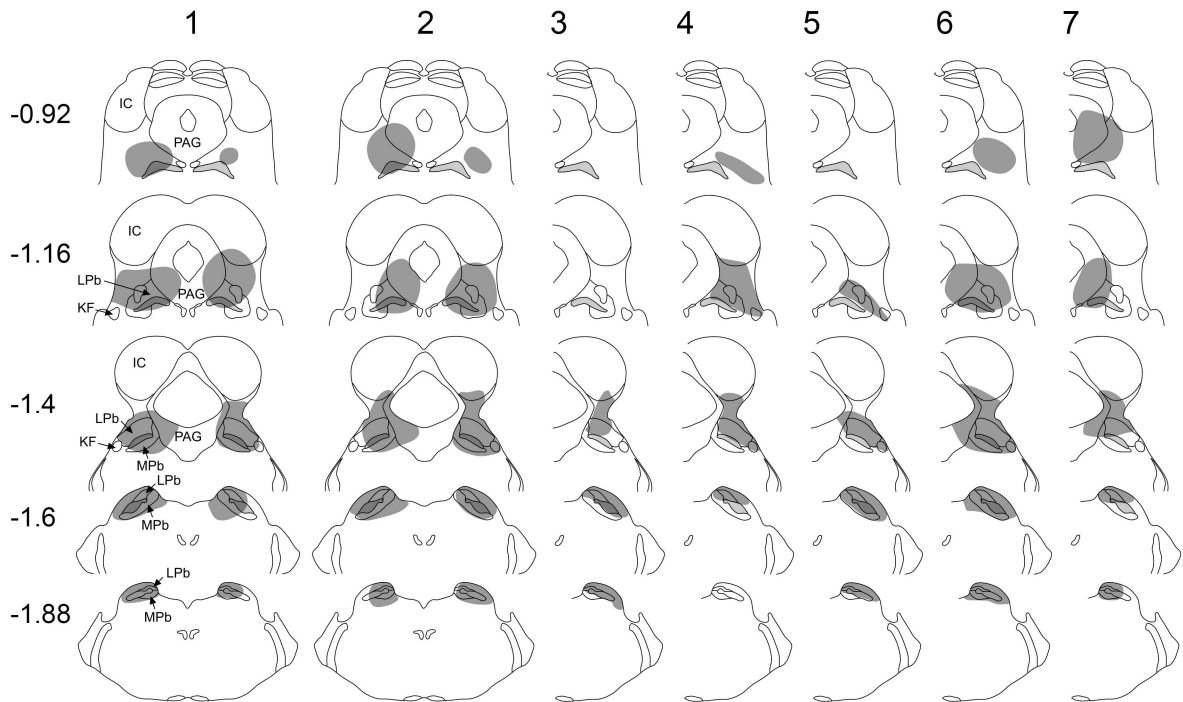 1 2 3 4 5 6 7
-0.92
IC
PAG
-1.16
IC
LPb
PAG
KF
-1.4
IC
LPb
KF
PAG
MPb
-1.6
LPb
MPb
-1.88
LPb
MPb